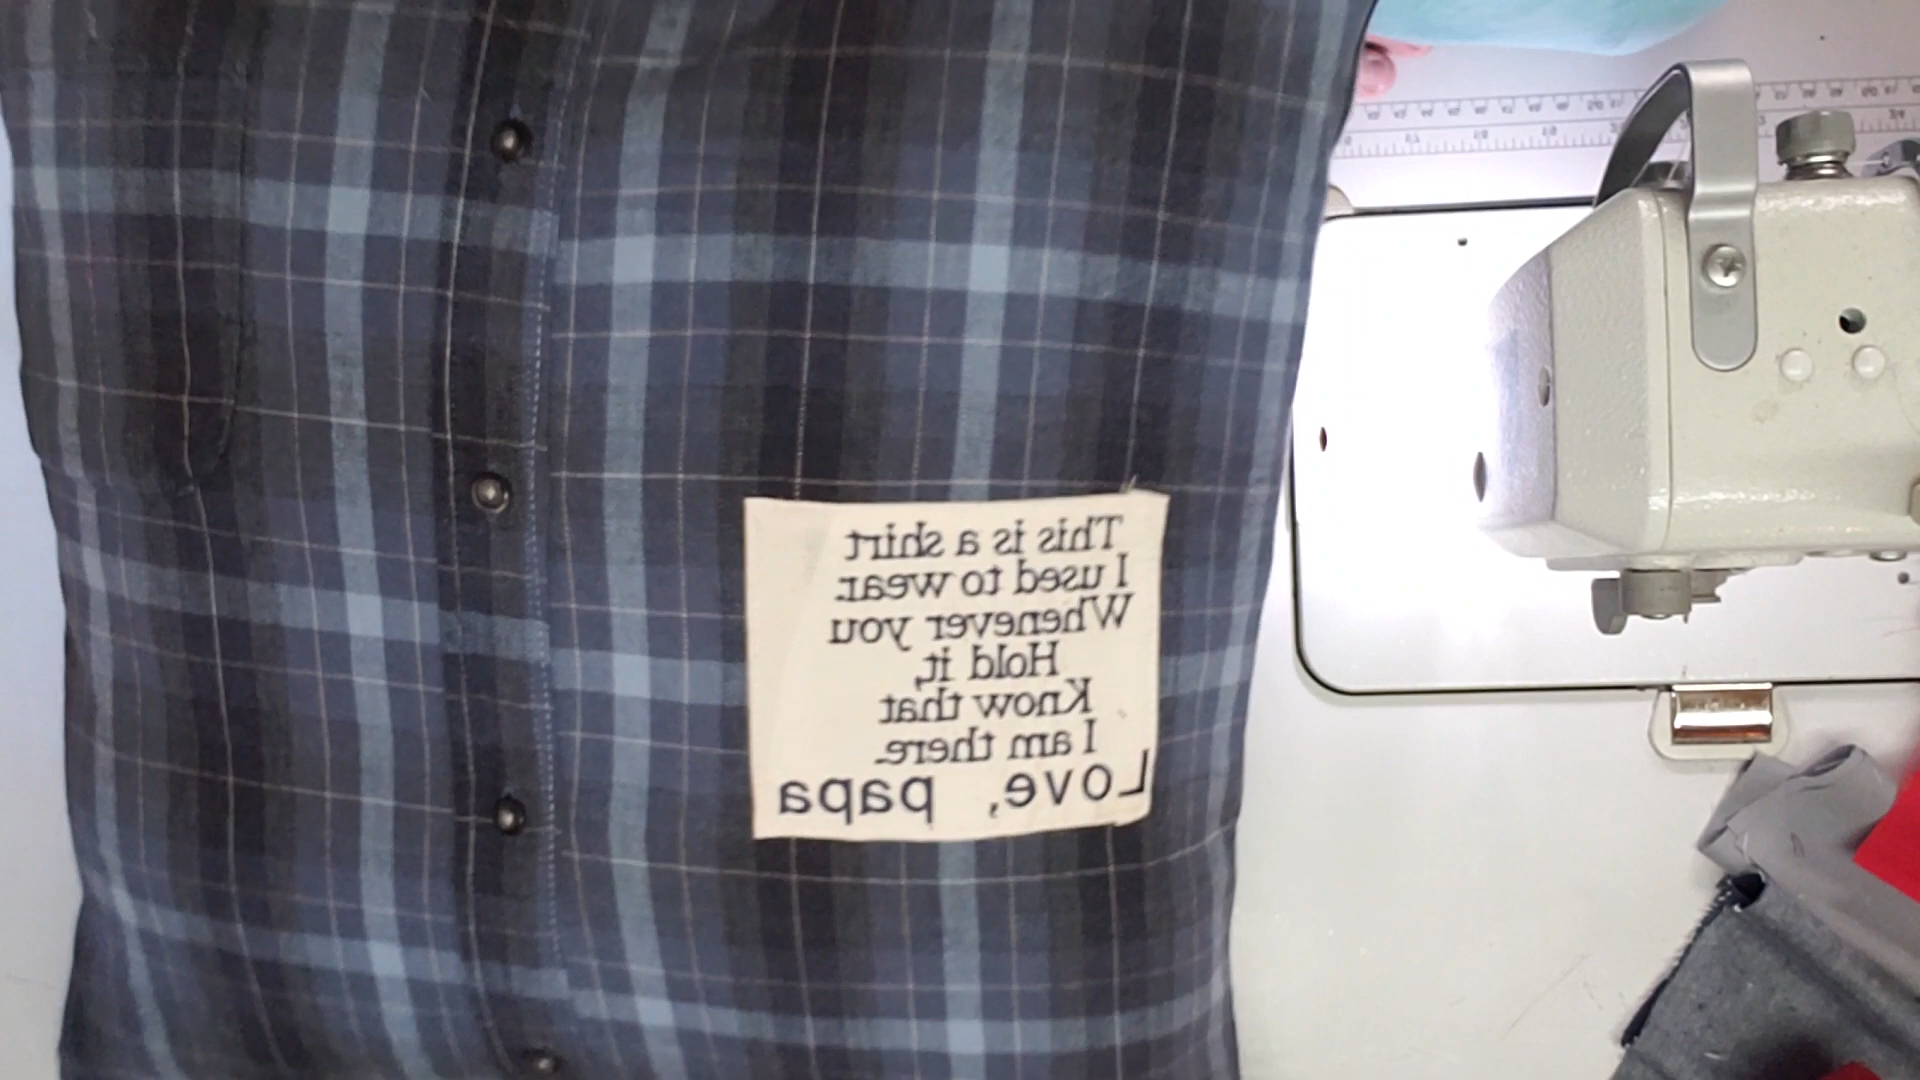 This is a shirt
I used to wear.
Whenever you
Hold it,
Know that
I am there.
Love, papa